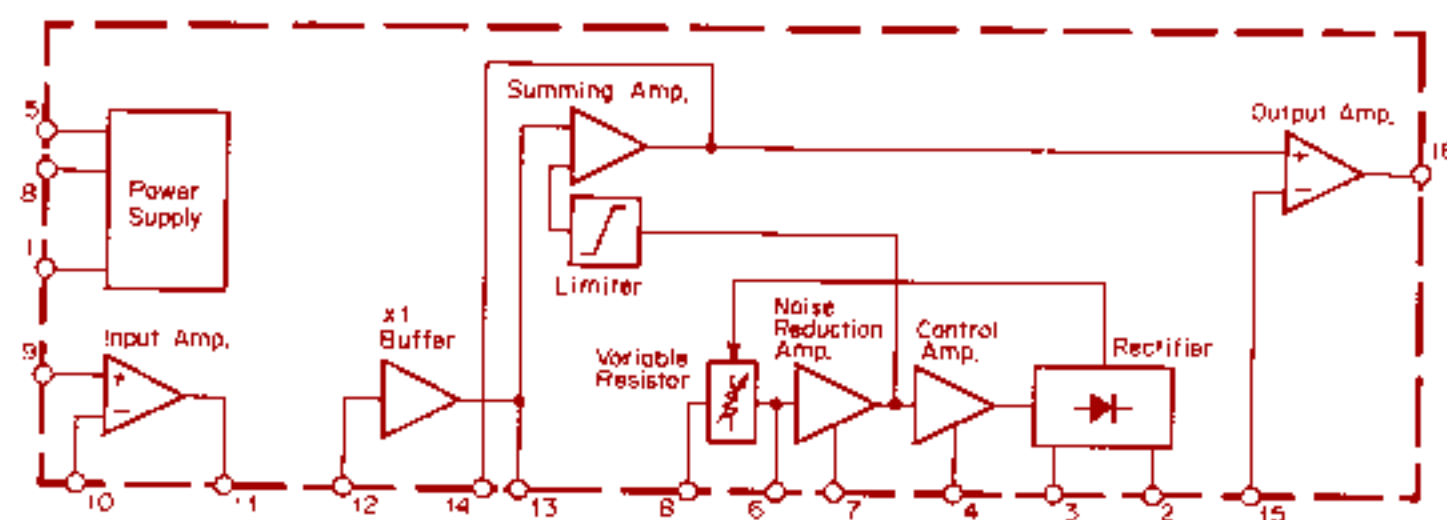 Summing Amp.
Output Amp.
5
16
+
−
8
Power
Supply
1
Limiter
x1
Buffer
Noise
Reduction
Amp.
Control
Amp.
Rectifier
Input Amp.
9
Variable
Resistor
+
−
10
11
12
14
13
8
6
7
4
3
2
15